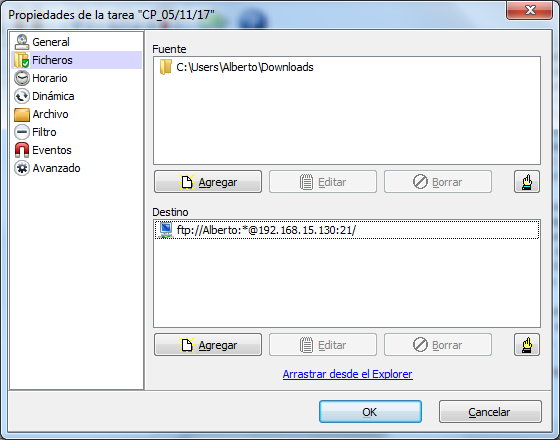 Propiedades de la tarea "CP_05/11/17"
General
Ficheros
Horario
Dinámica
Archivo
Filtro
Eventos
Avanzado
Fuente
C:\Users\Alberto\Downloads
Agregar
Editar
Borrar
Destino
ftp://Alberto:*@192.168.15.130:21/
Agregar
Editar
Borrar
Arrastrar desde el Explorer
OK
Cancelar